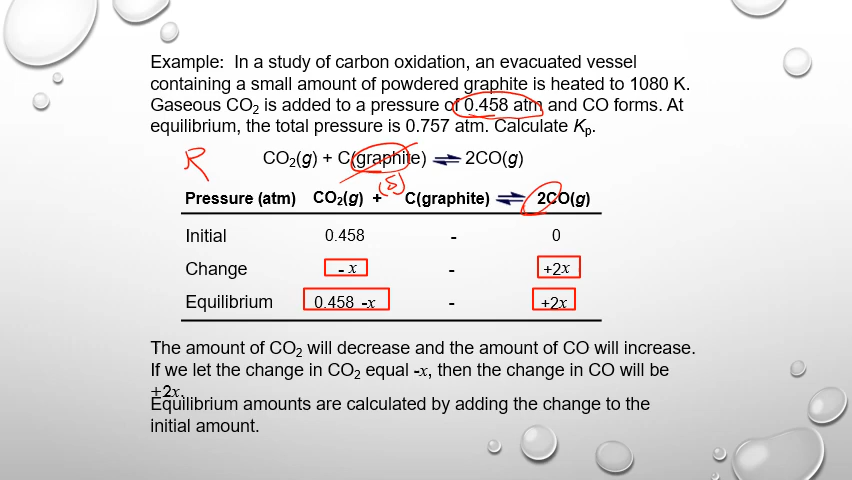 Example: In a study of carbon oxidation, an evacuated vessel
containing a small amount of powdered graphite is heated to 1080 K.
Gaseous CO₂ is added to a pressure of 0.458 atm and CO forms. At
equilibrium, the total pressure is 0.757 atm. Calculate Kₚ.
R CO₂(g) + C(graphite) ⇌ 2CO(g)
(s)
Pressure (atm) CO₂(g) + C(graphite) ⇌ 2CO(g)
Initial 0.458 - 0
Change - x - +2x
Equilibrium 0.458 -x - +2x
The amount of CO₂ will decrease and the amount of CO will increase.
If we let the change in CO₂ equal -x, then the change in CO will be
+2x.
Equilibrium amounts are calculated by adding the change to the
initial amount.